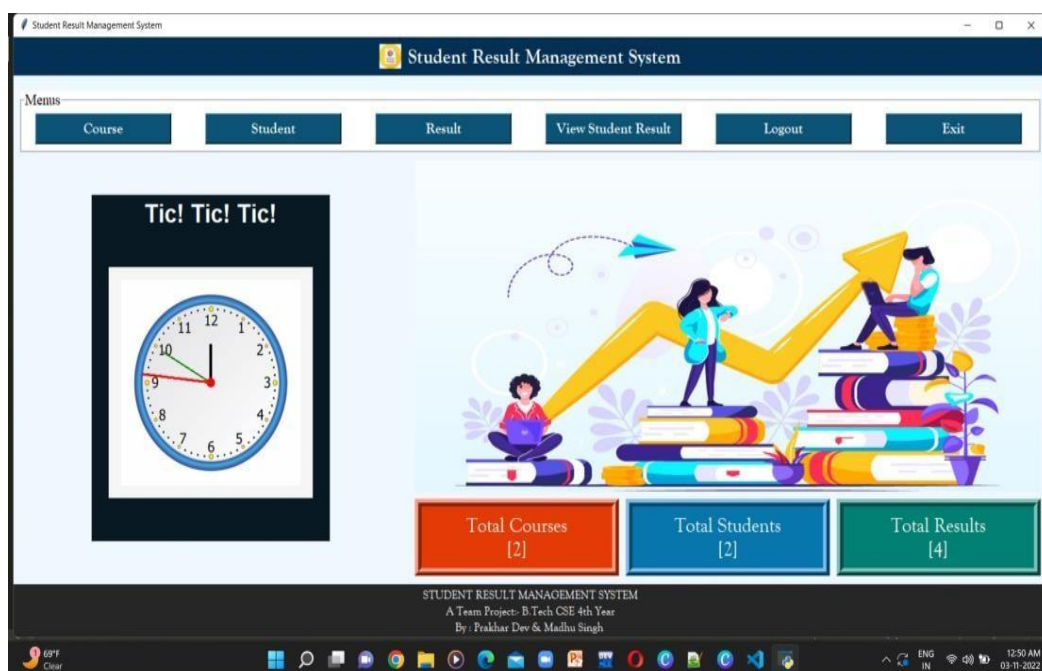 Student Result Management System
Student Result Management System
Menus
Course Student Result View Student Result Logout Exit
Tic! Tic! Tic!
12
11 1
10 2
9 3
8 4
7 5
6
Total Courses
[2]
Total Students
[2]
Total Results
[4]
STUDENT RESULT MANAGEMENT SYSTEM
A Team Project:- B.Tech CSE 4th Year
By : Prakhar Dev & Madhu Singh
1
69°F
Clear
ENG
IN
12:50 AM
03-11-2022